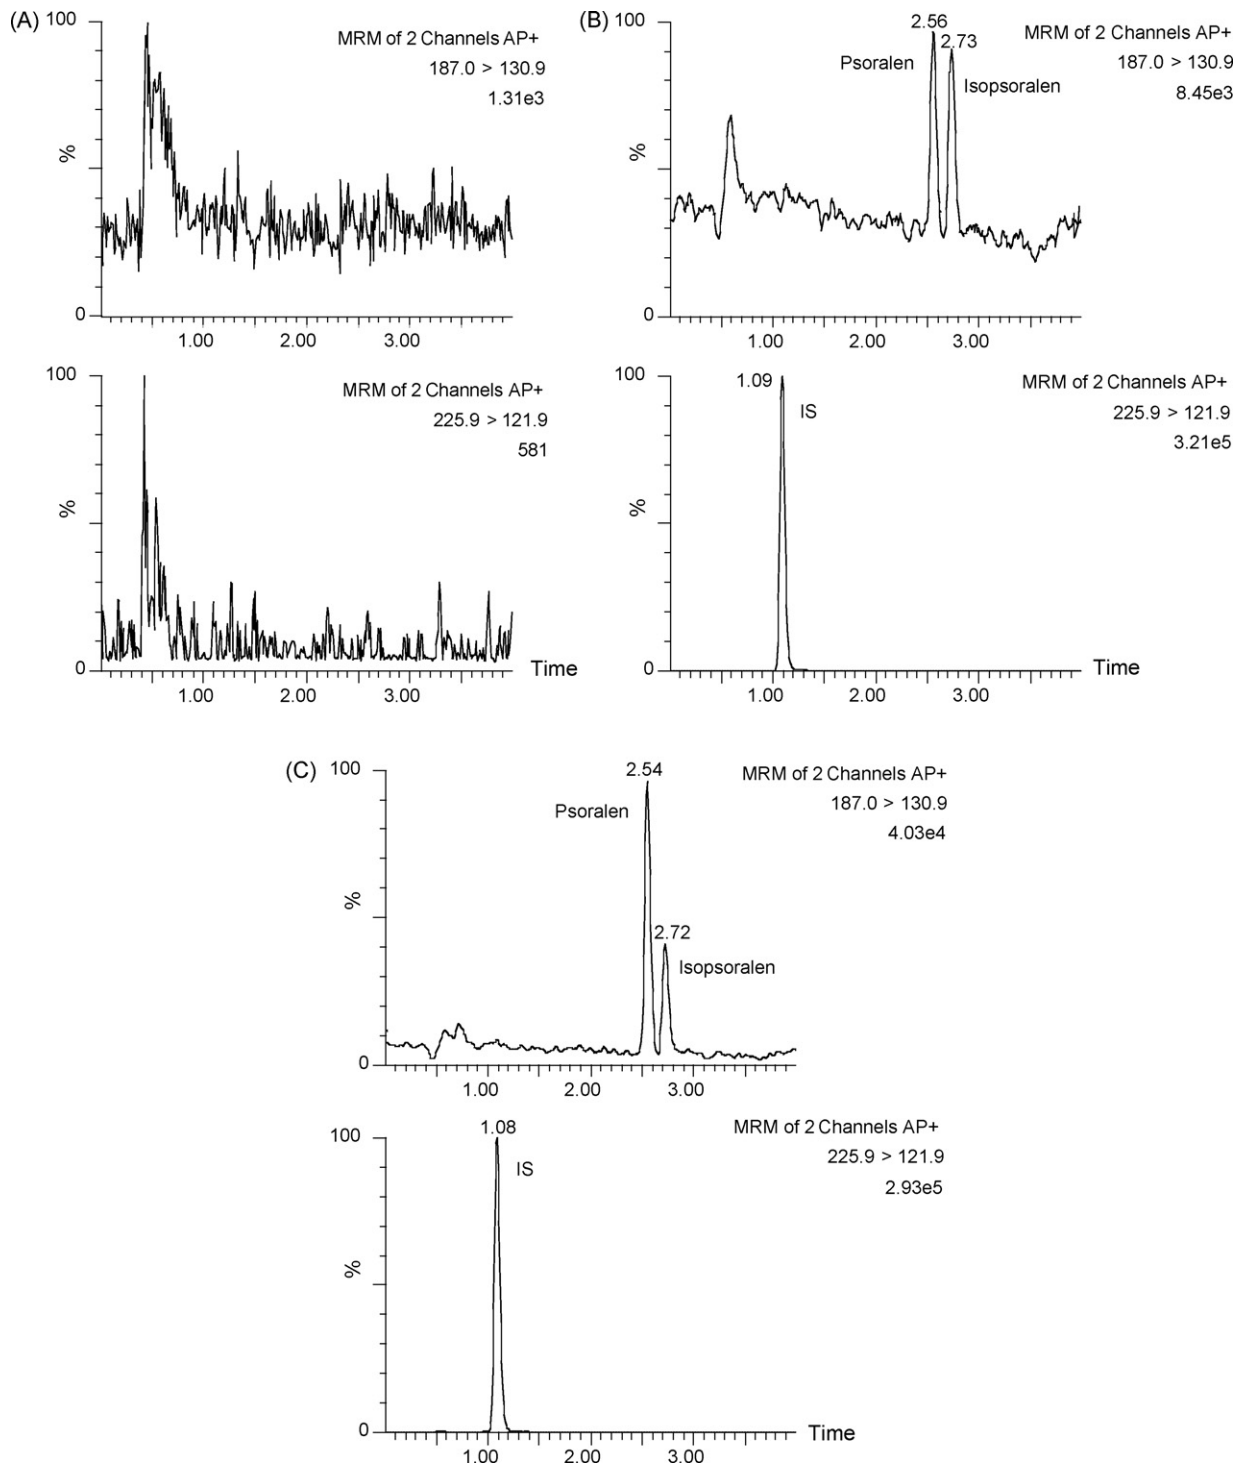 (A)
100
MRM of 2 Channels AP+
187.0 > 130.9
1.31e3
%
0
1.00 2.00 3.00
100
MRM of 2 Channels AP+
225.9 > 121.9
581
%
0
1.00 2.00 3.00
Time
(B)
100
2.56
2.73
MRM of 2 Channels AP+
187.0 > 130.9
8.45e3
Psoralen
Isopsoralen
%
0
1.00 2.00 3.00
100
1.09
IS
MRM of 2 Channels AP+
225.9 > 121.9
3.21e5
%
0
1.00 2.00 3.00
Time
(C)
100
2.54
MRM of 2 Channels AP+
187.0 > 130.9
4.03e4
Psoralen
2.72
Isopsoralen
%
0
1.00 2.00 3.00
100
1.08
IS
MRM of 2 Channels AP+
225.9 > 121.9
2.93e5
%
0
1.00 2.00 3.00
Time